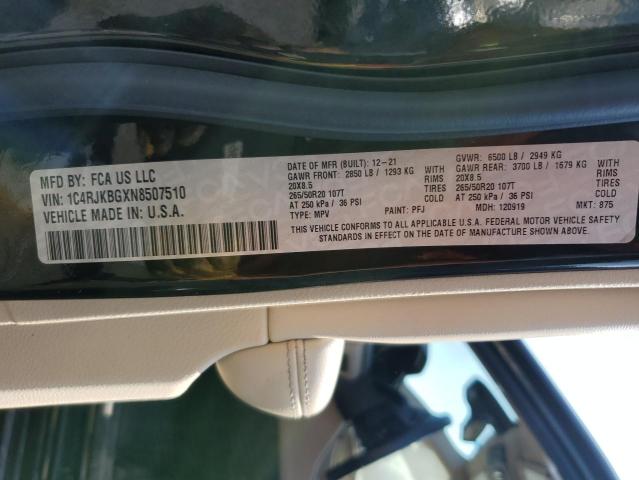 MFD BY: FCA US LLC
VIN: 1C4RJKBGXN8507510
VEHICLE MADE IN: U.S.A.
DATE OF MFR (BUILT): 12-21
GAWR FRONT: 2850 LB / 1293 KG
20X8.5 WITH
265/50R20 107T RIMS
AT 250 kPa / 36 PSI TIRES
TYPE: MPV PAINT: PFJ
GVWR: 6500 LB / 2949 KG
GAWR REAR: 3700 LB / 1679 KG
20X8.5 WITH
265/50R20 107T RIMS
AT 250 kPa / 36 PSI TIRES
MDH: 120919 MKT: 875
THIS VEHICLE CONFORMS TO ALL APPLICABLE U.S.A. FEDERAL MOTOR VEHICLE SAFETY
STANDARDS IN EFFECT ON THE DATE OF MANUFACTURE SHOWN ABOVE.